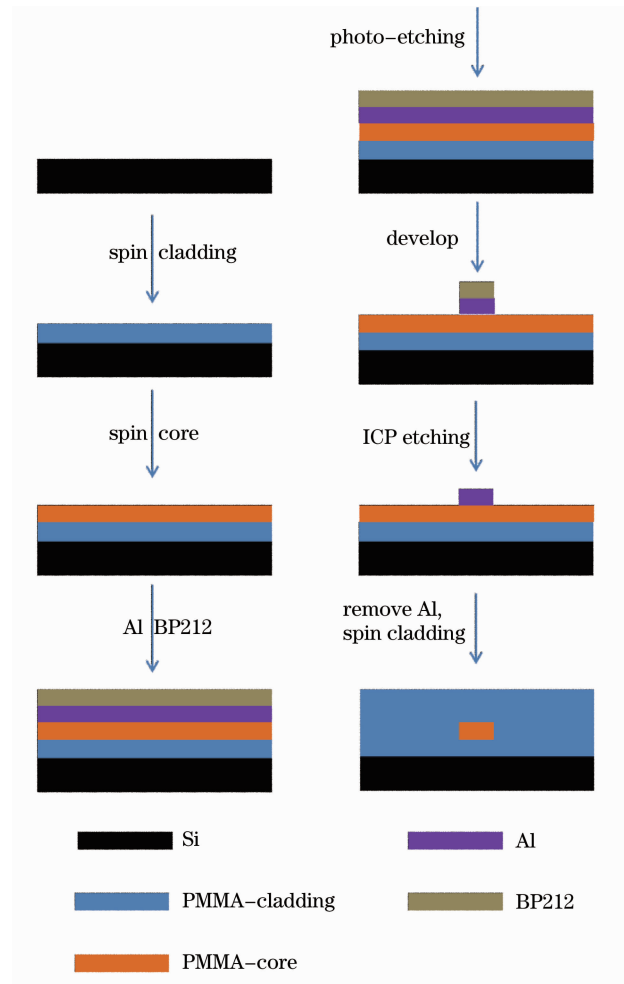 spin cladding
spin core
Al BP212
photo-etching
develop
ICP etching
remove Al,
spin cladding
Si
Al
PMMA-cladding
BP212
PMMA-core